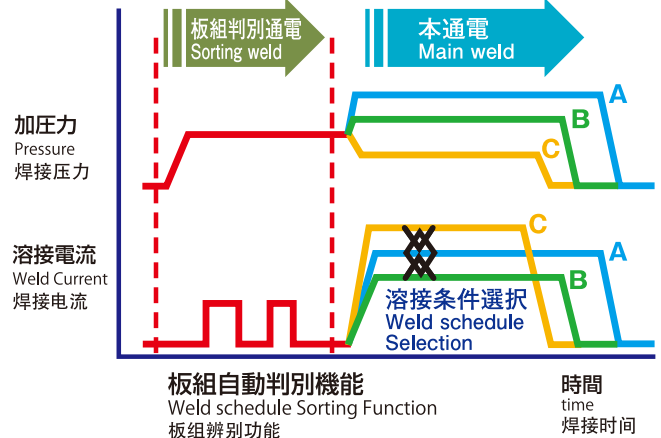 板組判別通電
Sorting weld
本通電
Main weld
A
B
C
加圧力
Pressure
焊接压力
C
A
B
溶接電流
Weld Current
焊接电流
溶接条件選択
Weld schedule
Selection
板組自動判別機能
Weld schedule Sorting Function
板组辨别功能
時間
time
焊接时间